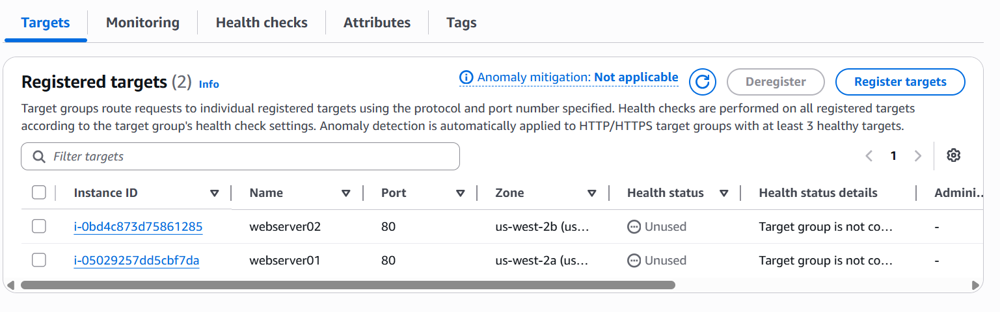 Targets Monitoring Health checks Attributes Tags
Registered targets (2) Info Anomaly mitigation: Not applicable Deregister Register targets
Target groups route requests to individual registered targets using the protocol and port number specified. Health checks are performed on all registered targets
according to the target group's health check settings. Anomaly detection is automatically applied to HTTP/HTTPS target groups with at least 3 healthy targets.
Filter targets 1
Instance ID Name Port Zone Health status Health status details Admini...
i-0bd4c873d75861285 webserver02 80 us-west-2b (us... Unused Target group is not co... -
i-05029257dd5cbf7da webserver01 80 us-west-2a (us... Unused Target group is not co... -